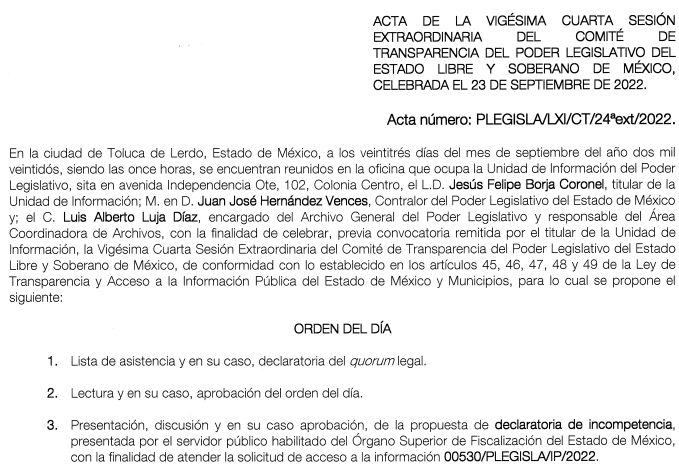 ACTA DE LA VIGÉSIMA CUARTA SESIÓN
EXTRAORDINARIA DEL COMITÉ DE
TRANSPARENCIA DEL PODER LEGISLATIVO DEL
ESTADO LIBRE Y SOBERANO DE MÉXICO,
CELEBRADA EL 23 DE SEPTIEMBRE DE 2022.
Acta número: PLEGISLA/LXI/CT/24ªext/2022.
En la ciudad de Toluca de Lerdo, Estado de México, a los veintitrés días del mes de septiembre del año dos mil
veintidós, siendo las once horas, se encuentran reunidos en la oficina que ocupa la Unidad de Información del Poder
Legislativo, sita en avenida Independencia Ote, 102, Colonia Centro, el L.D. Jesús Felipe Borja Coronel, titular de la
Unidad de Información; M. en D. Juan José Hernández Vences, Contralor del Poder Legislativo del Estado de México
y; el C. Luis Alberto Luja Díaz, encargado del Archivo General del Poder Legislativo y responsable del Área
Coordinadora de Archivos, con la finalidad de celebrar, previa convocatoria remitida por el titular de la Unidad de
Información, la Vigésima Cuarta Sesión Extraordinaria del Comité de Transparencia del Poder Legislativo del Estado
Libre y Soberano de México, de conformidad con lo establecido en los artículos 45, 46, 47, 48 y 49 de la Ley de
Transparencia y Acceso a la Información Pública del Estado de México y Municipios, para lo cual se propone el
siguiente:
ORDEN DEL DÍA
1. Lista de asistencia y en su caso, declaratoria del quorum legal.
2. Lectura y en su caso, aprobación del orden del día.
3. Presentación, discusión y en su caso aprobación, de la propuesta de declaratoria de incompetencia,
presentada por el servidor público habilitado del Órgano Superior de Fiscalización del Estado de México,
con la finalidad de atender la solicitud de acceso a la información 00530/PLEGISLA/IP/2022.